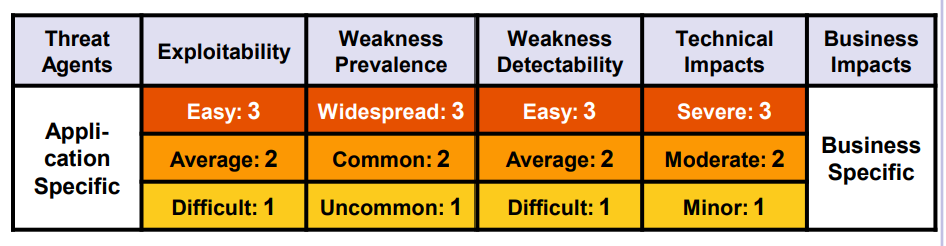 Threat
Agents
Exploitability
Weakness
Prevalence
Weakness
Detectability
Technical
Impacts
Business
Impacts
Appli-
cation
Specific
Easy: 3
Widespread: 3
Easy: 3
Severe: 3
Business
Specific
Average: 2
Common: 2
Average: 2
Moderate: 2
Difficult: 1
Uncommon: 1
Difficult: 1
Minor: 1